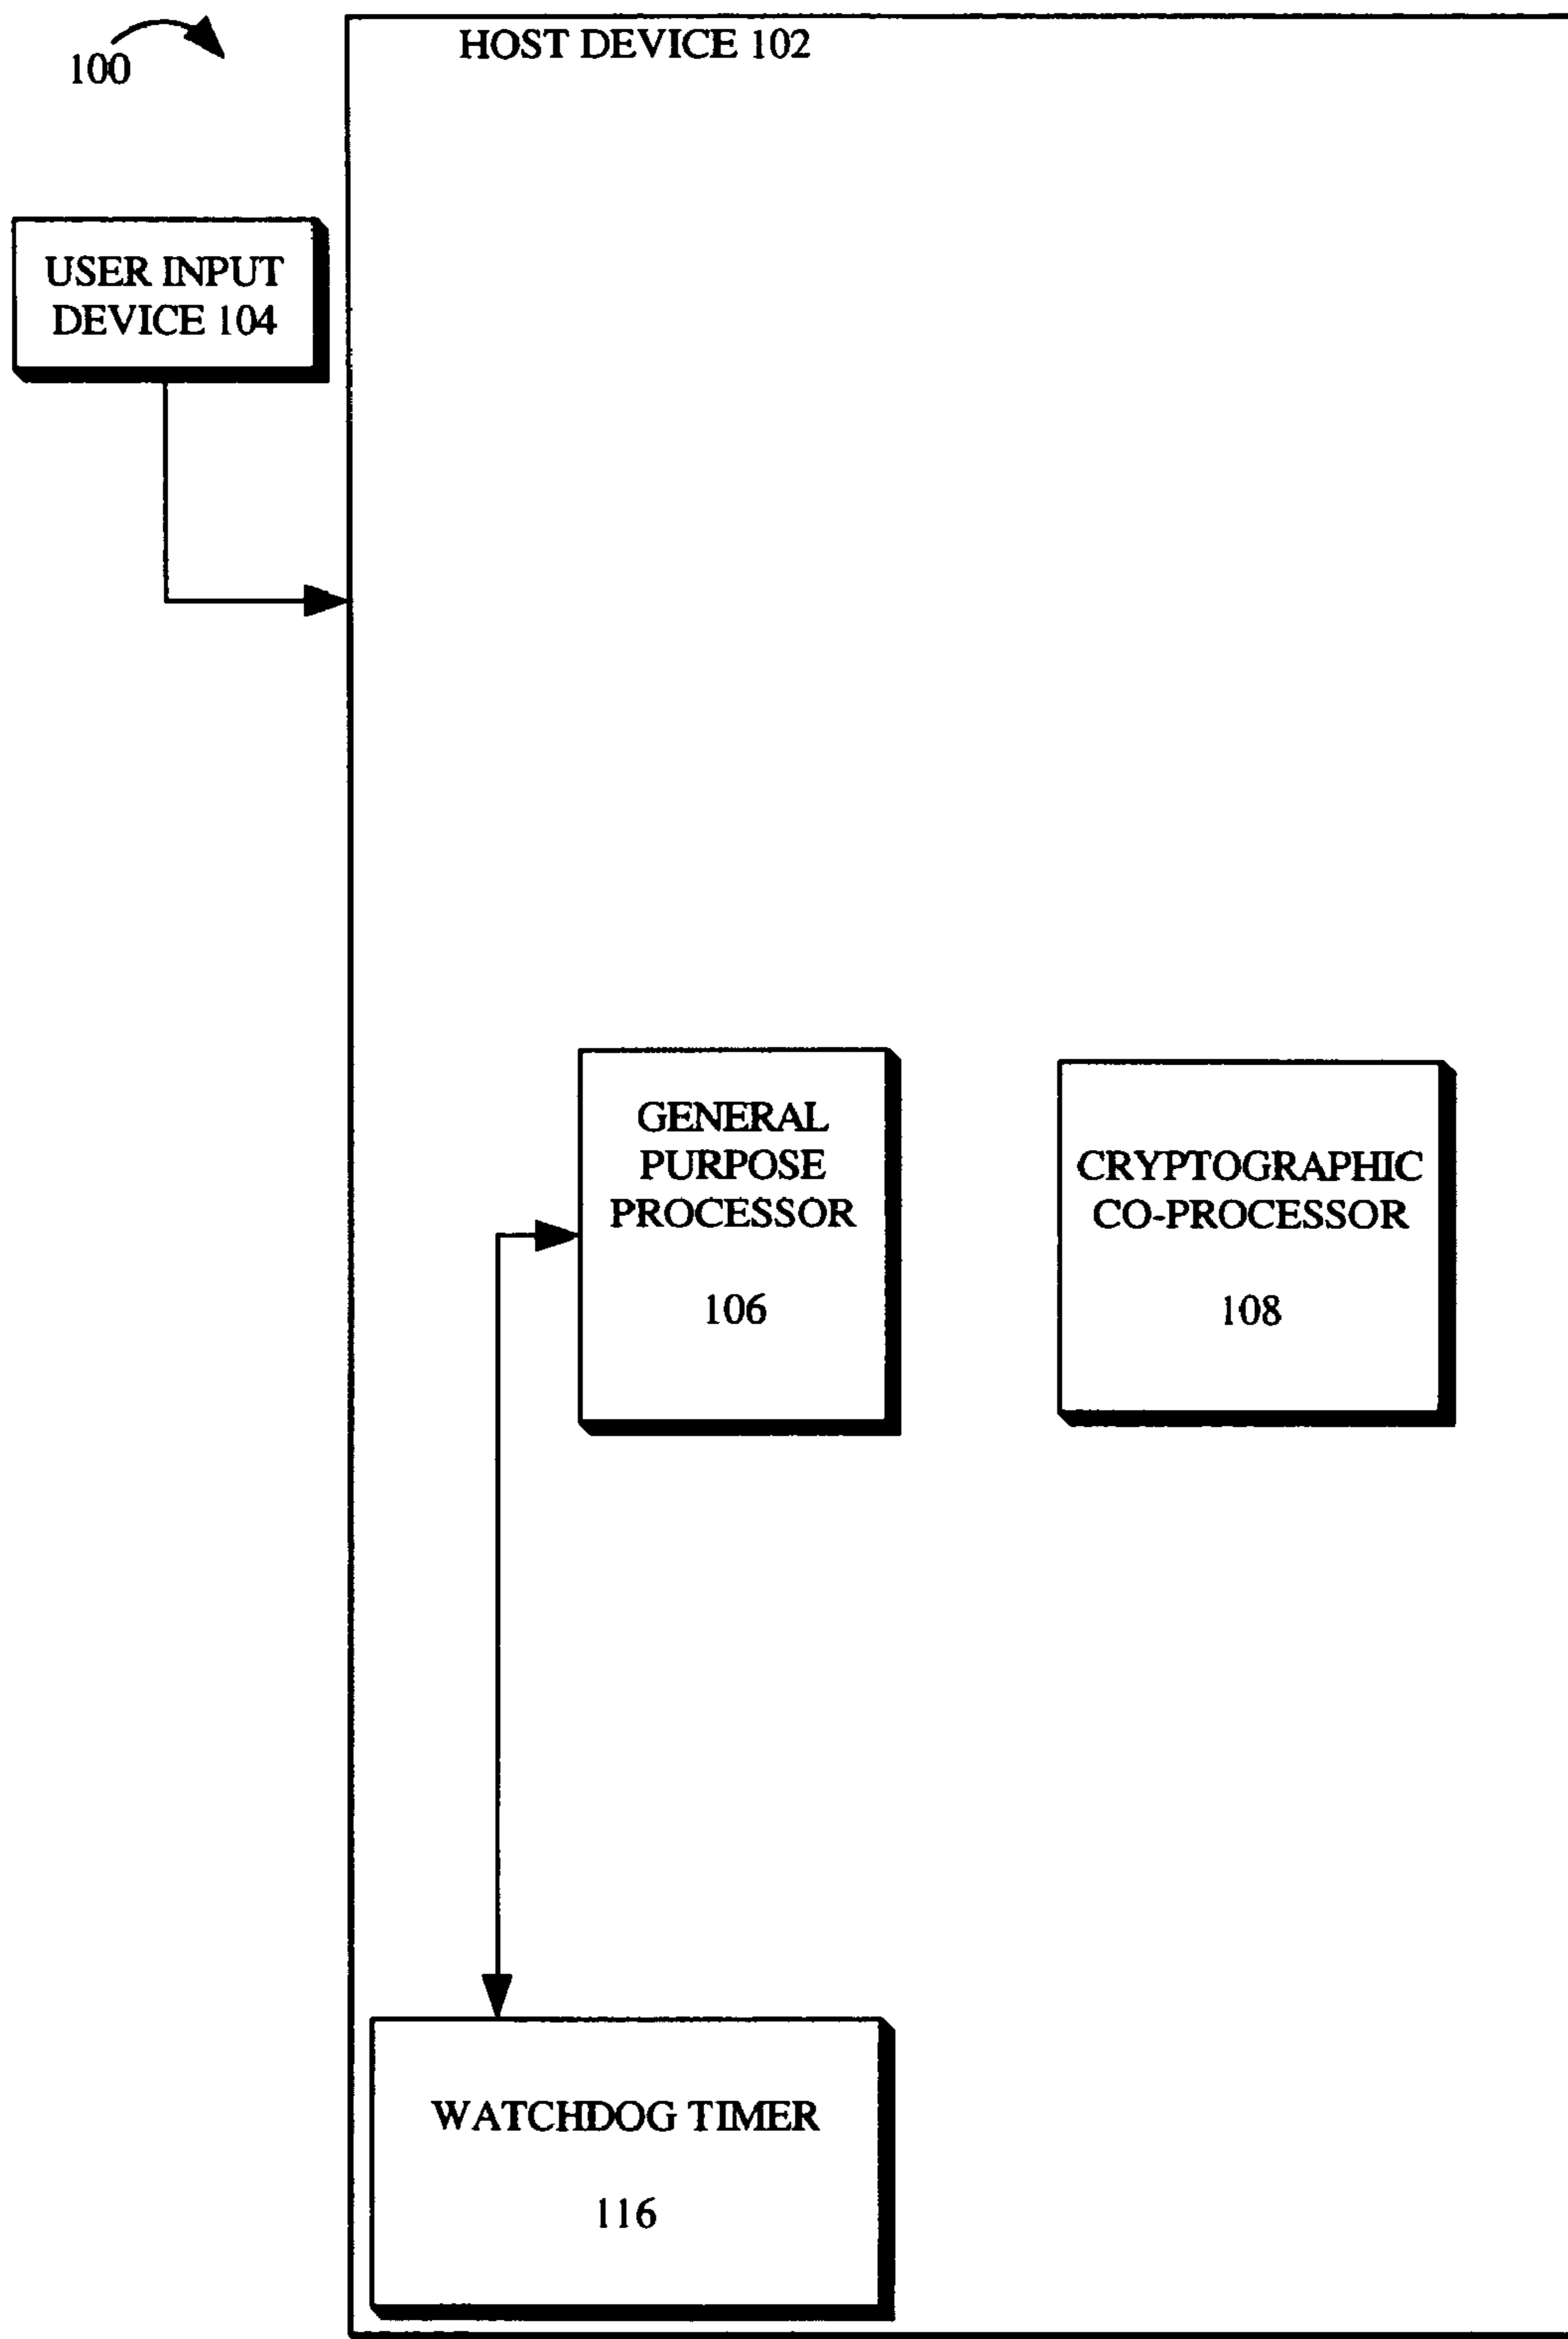 100
HOST DEVICE 102
USER INPUT
DEVICE 104
GENERAL
PURPOSE
PROCESSOR
106
CRYPTOGRAPHIC
CO-PROCESSOR
108
WATCHDOG TIMER
116